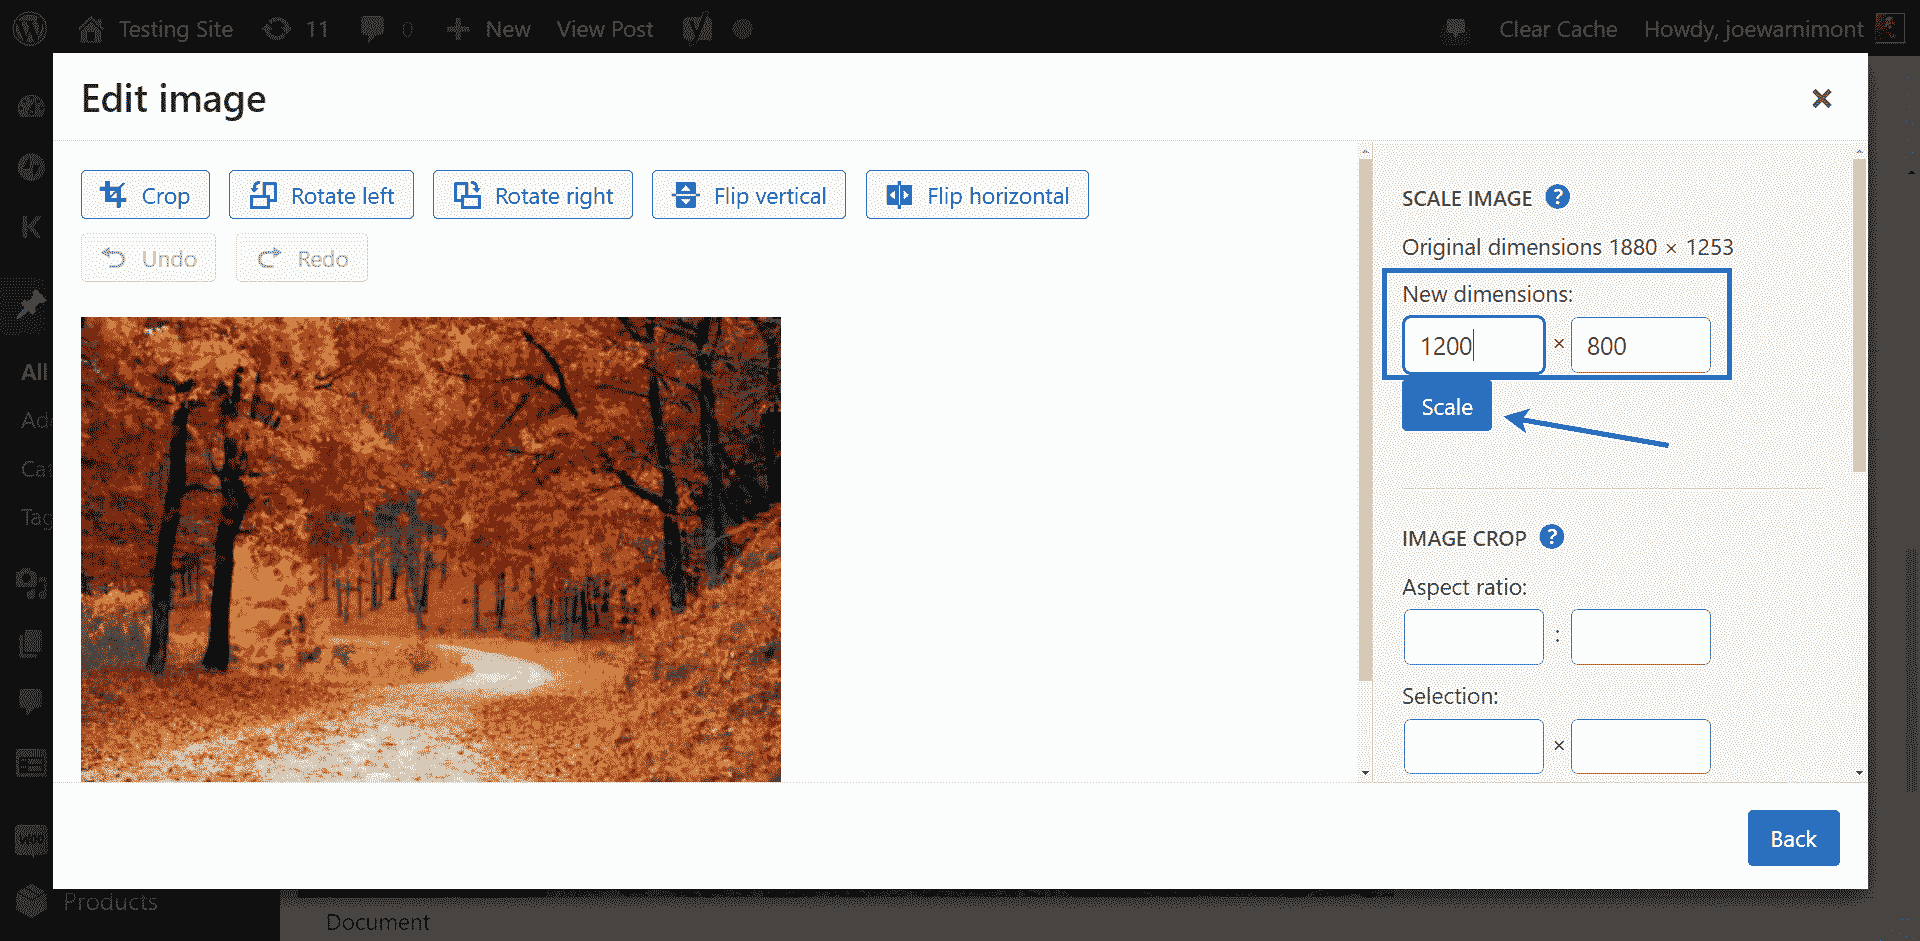 Testing Site 11 0 New View Post Clear Cache Howdy, joewarnimont
Edit image
Crop Rotate left Rotate right Flip vertical Flip horizontal
Undo Redo
SCALE IMAGE ?
Original dimensions 1880 × 1253
New dimensions:
1200 × 800
Scale
IMAGE CROP ?
Aspect ratio:
:
Selection:
×
Back
K
All
Ad
Cat
Tag
WOO
Products
Document